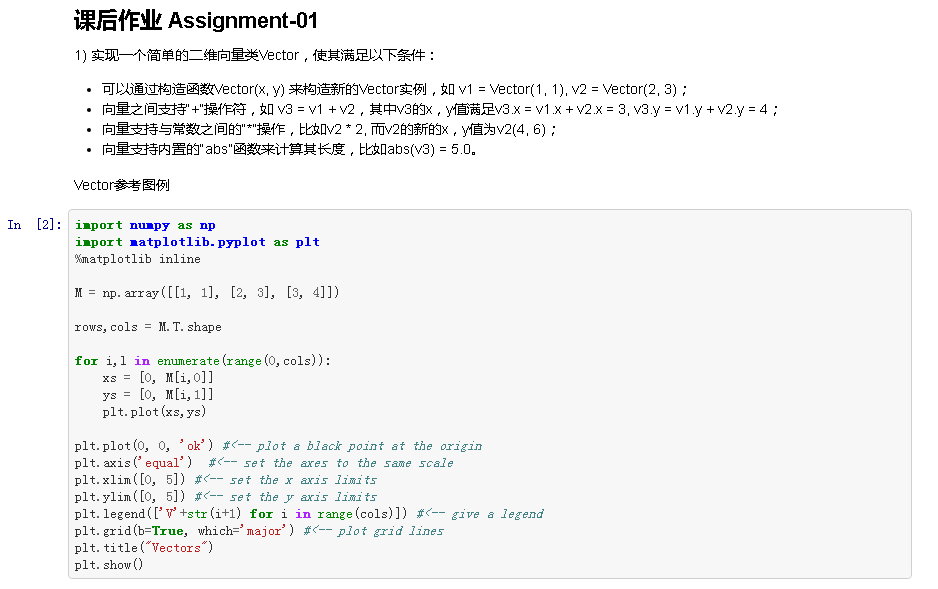 课后作业 Assignment-01
1) 实现一个简单的二维向量类Vector，使其满足以下条件：
• 可以通过构造函数Vector(x, y) 来构造新的Vector实例，如 v1 = Vector(1, 1), v2 = Vector(2, 3)；
• 向量之间支持"+"操作符，如 v3 = v1 + v2，其中v3的x，y值满足v3.x = v1.x + v2.x = 3, v3.y = v1.y + v2.y = 4；
• 向量支持与常数之间的"*"操作，比如v2 * 2, 而v2的新的x，y值为v2(4, 6)；
• 向量支持内置的"abs"函数来计算其长度，比如abs(v3) = 5.0。
Vector参考图例
In [2]:
import numpy as np
import matplotlib.pyplot as plt
%matplotlib inline
M = np.array([[1, 1], [2, 3], [3, 4]])
rows,cols = M.T.shape
for i,l in enumerate(range(0,cols)):
    xs = [0, M[i,0]]
    ys = [0, M[i,1]]
    plt.plot(xs,ys)
plt.plot(0, 0, 'ok') #<-- plot a black point at the origin
plt.axis('equal')  #<-- set the axes to the same scale
plt.xlim([0, 5]) #<-- set the x axis limits
plt.ylim([0, 5]) #<-- set the y axis limits
plt.legend(['V'+str(i+1) for i in range(cols)]) #<-- give a legend
plt.grid(b=True, which='major') #<-- plot grid lines
plt.title("Vectors")
plt.show()